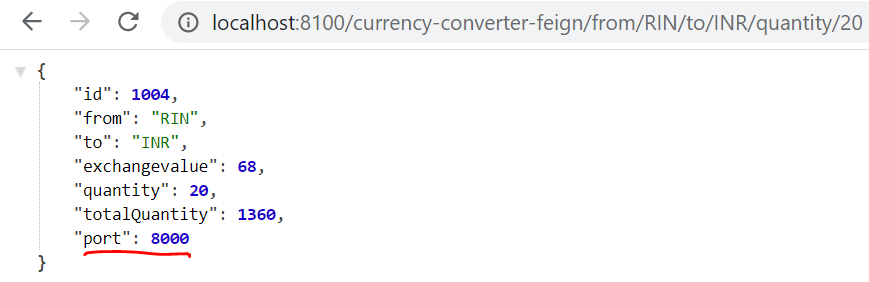 localhost:8100/currency-converter-feign/from/RIN/to/INR/quantity/20
{
"id": 1004,
"from": "RIN",
"to": "INR",
"exchangevalue": 68,
"quantity": 20,
"totalQuantity": 1360,
"port": 8000
}